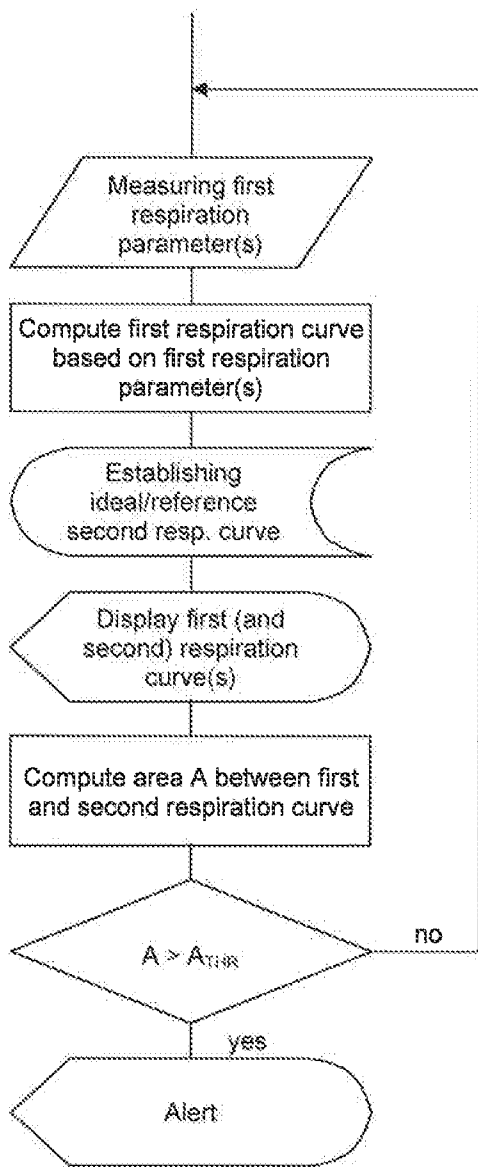 Measuring first
respiration
parameter(s)
Compute first respiration curve
based on first respiration
parameter(s)
Establishing
ideal/reference
second resp. curve
Display first (and
second) respiration
curve(s)
Compute area A between first
and second respiration curve
A > ATHR
no
yes
Alert